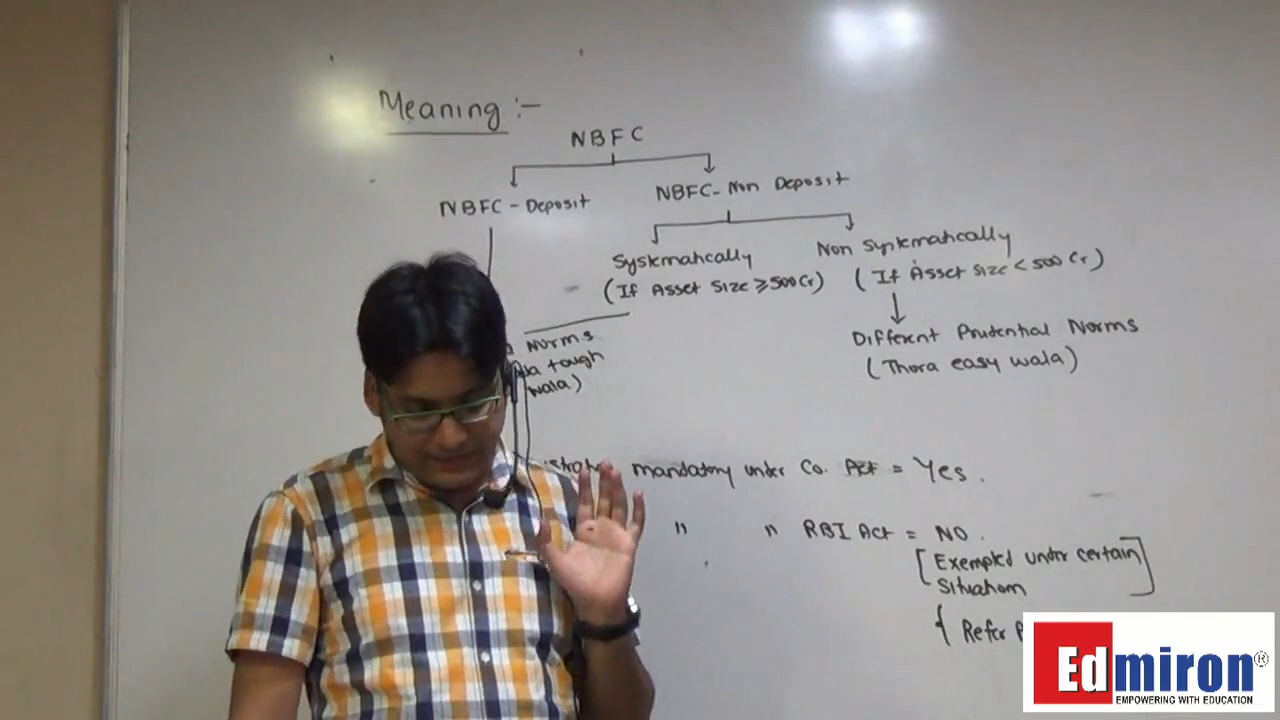 Meaning :-
NBFC
NBFC - Deposit
NBFC - Non Deposit
Systematically
(If Asset Size ≥ 500 Cr)
Non Systematically
(If Asset Size < 500 Cr)
Norms
tough
wala)
Different Prudential Norms
(Thora easy wala)
mandatory under Co. Act = Yes.
" " RBI Act = NO.
[Exempted under certain
Situation]
{ Refer
Edmiron®
EMPOWERING WITH EDUCATION